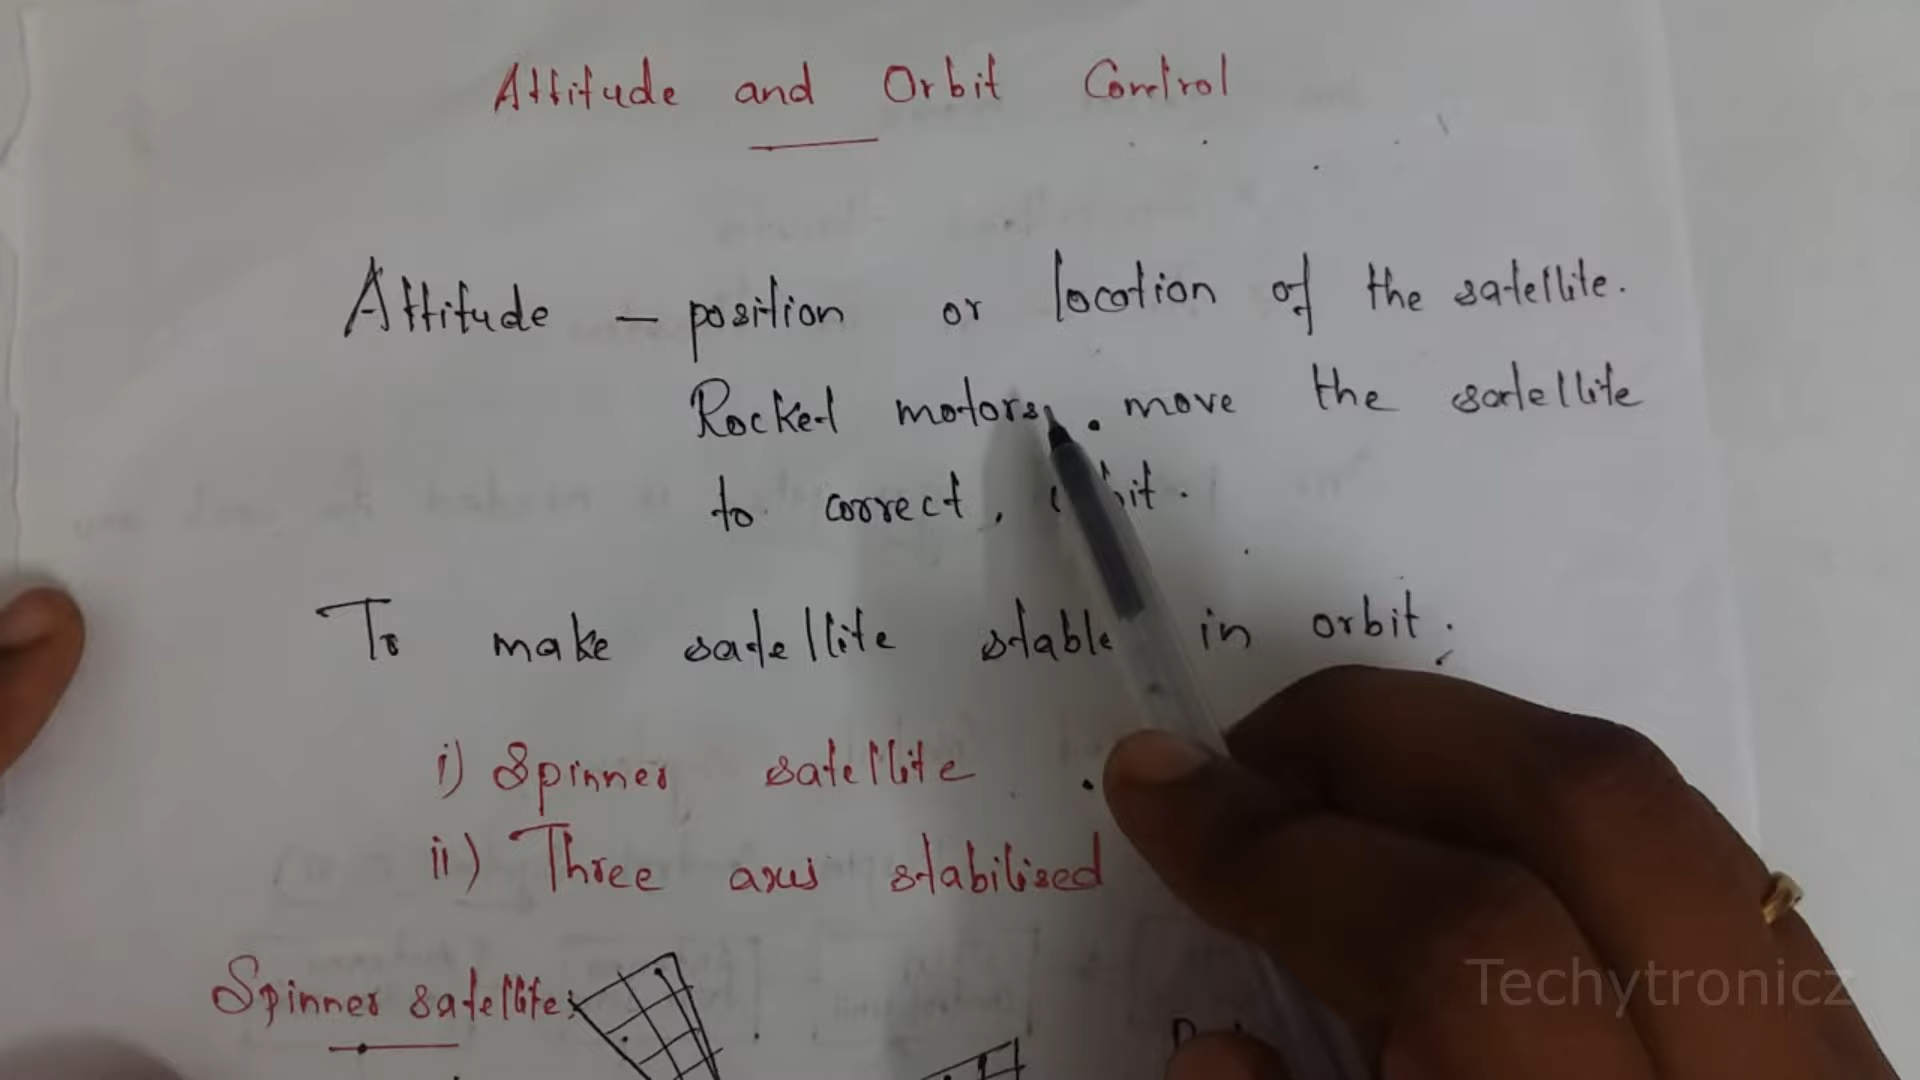 Attitude and Orbit Control
Attitude — position or location of the satellite.
Rocket motors. move the satellite
to correct,
To make satellite stable in orbit.
i) Spinner satellite
ii) Three axis stabilised
Spinner satellite:
Techytronicz